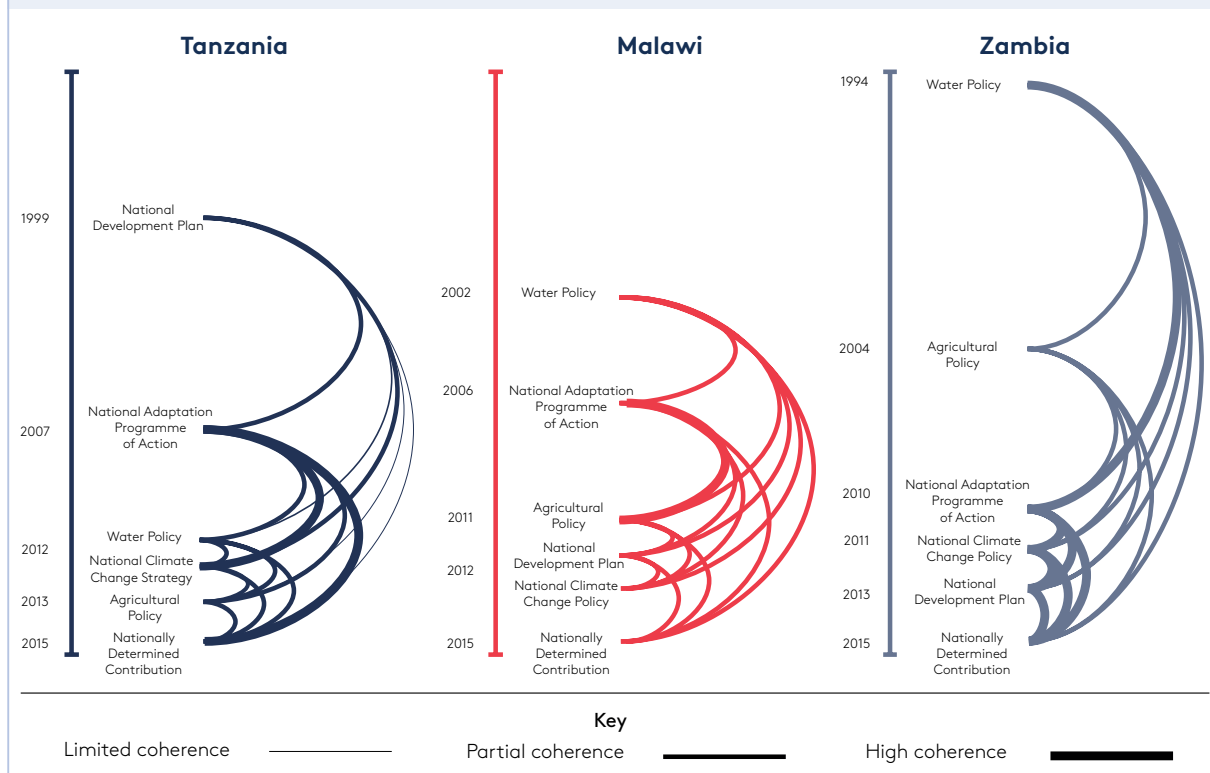 Tanzania
1999
National
Development Plan
2007
National Adaptation
Programme
of Action
2012
Water Policy
National Climate
Change Strategy
2013
Agricultural
Policy
2015
Nationally
Determined
Contribution
Malawi
2002
Water Policy
2006
National Adaptation
Programme
of Action
2011
Agricultural
Policy
2012
National
Development Plan
National Climate
Change Policy
2015
Nationally
Determined
Contribution
Zambia
1994
Water Policy
2004
Agricultural
Policy
2010
National Adaptation
Programme
of Action
2011
National Climate
Change Policy
2013
National
Development Plan
2015
Nationally
Determined
Contribution
Key
Limited coherence
Partial coherence
High coherence